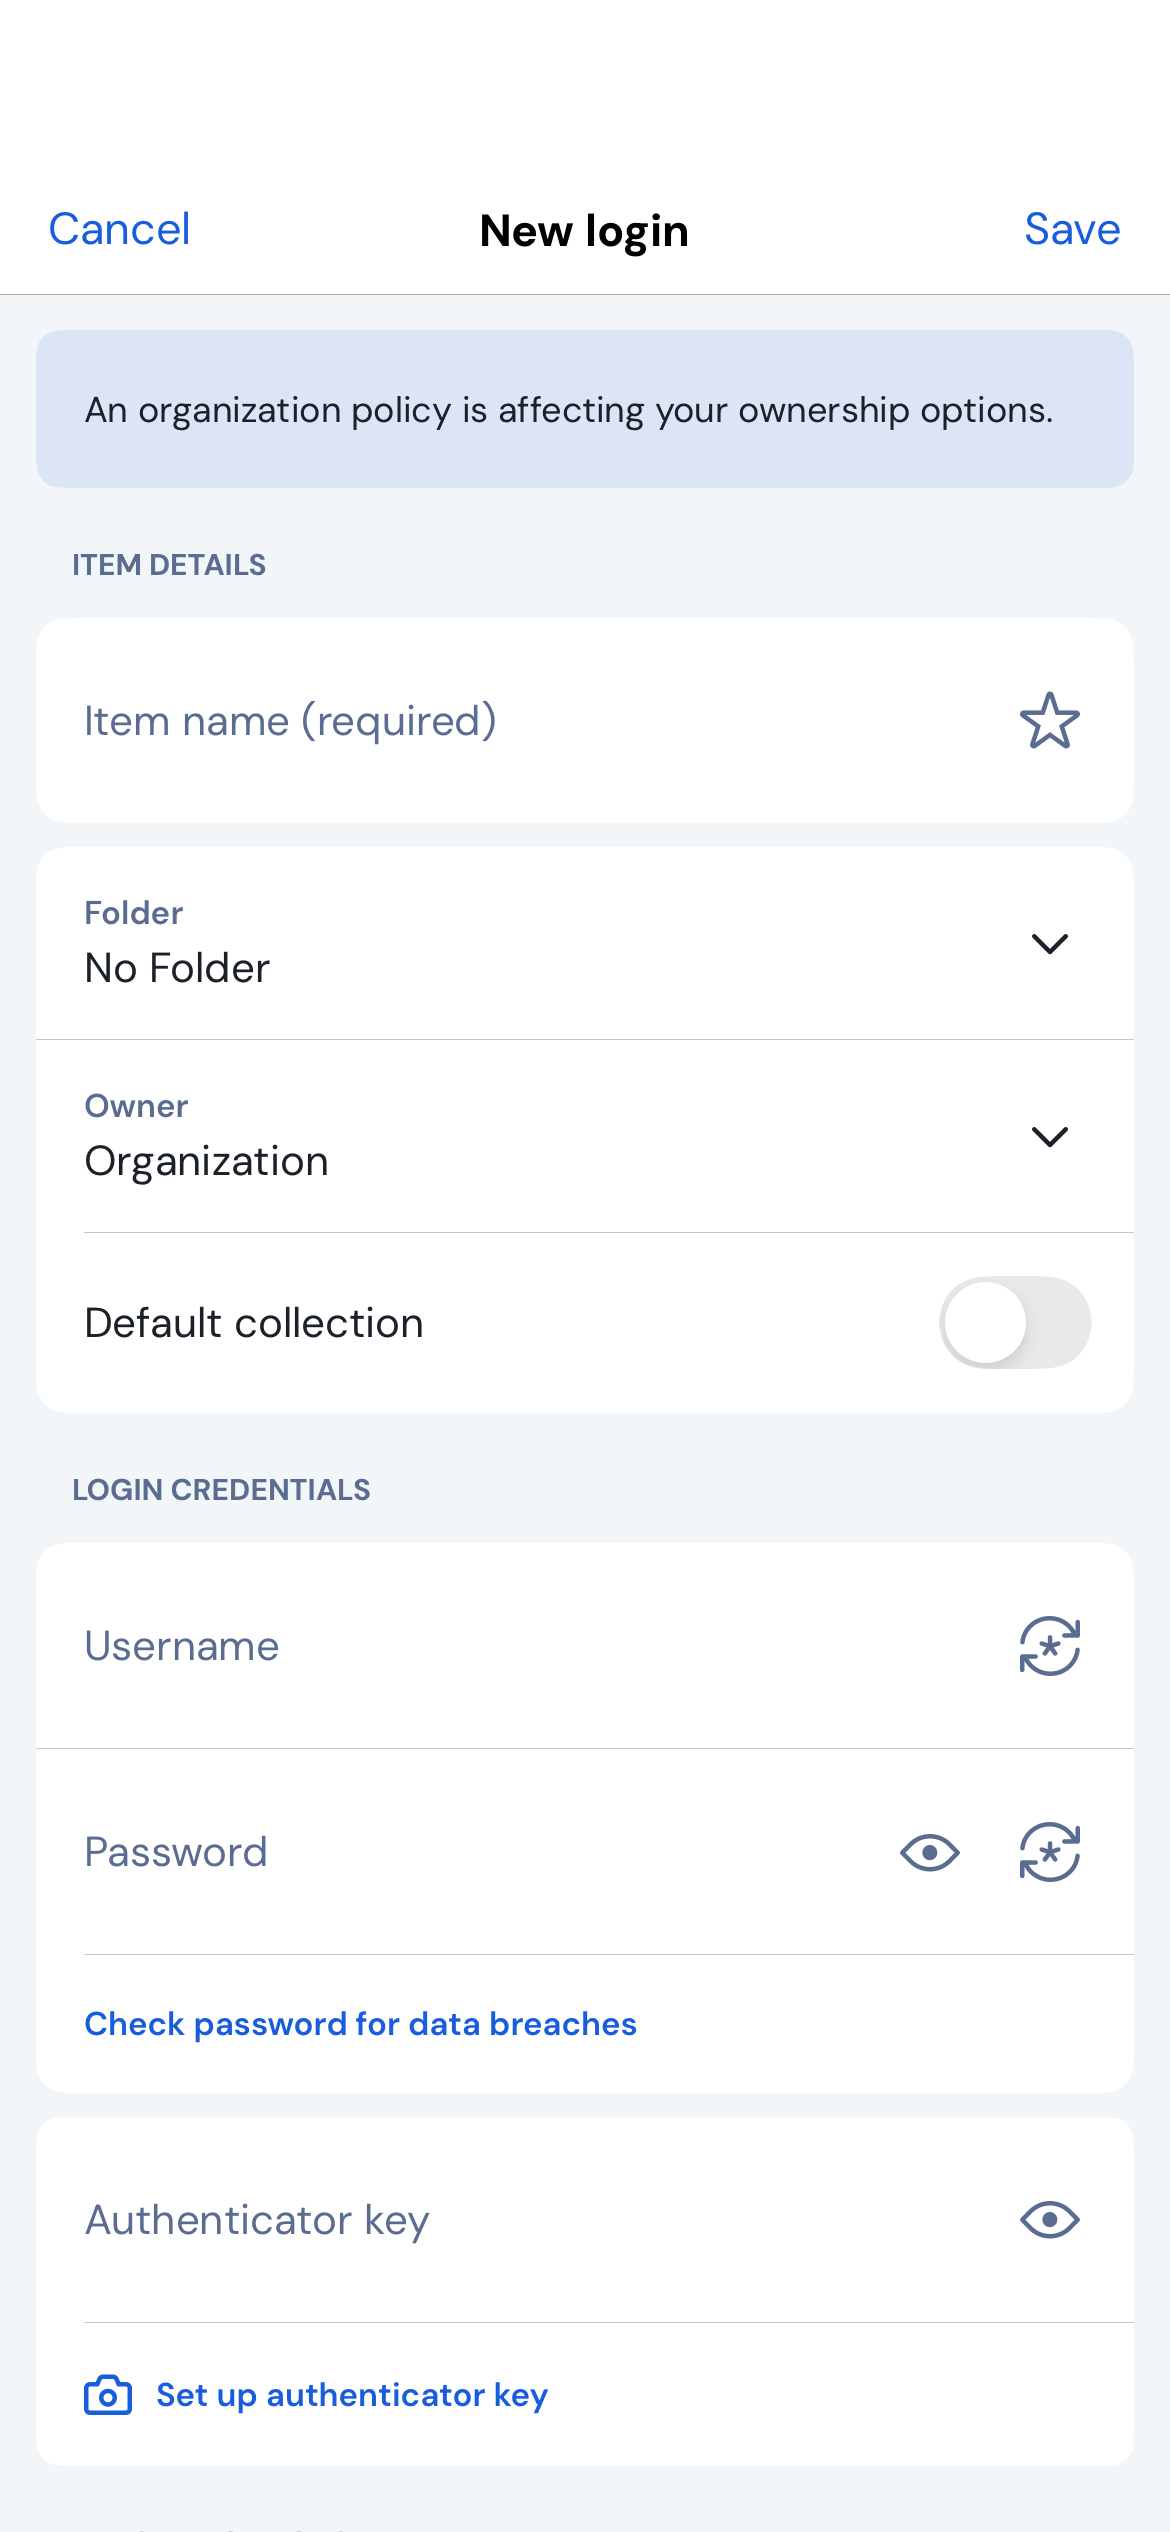 Cancel
New login
Save
An organization policy is affecting your ownership options.
ITEM DETAILS
Item name (required)
Folder
No Folder
Owner
Organization
Default collection
LOGIN CREDENTIALS
Username
Password
Check password for data breaches
Authenticator key
Set up authenticator key